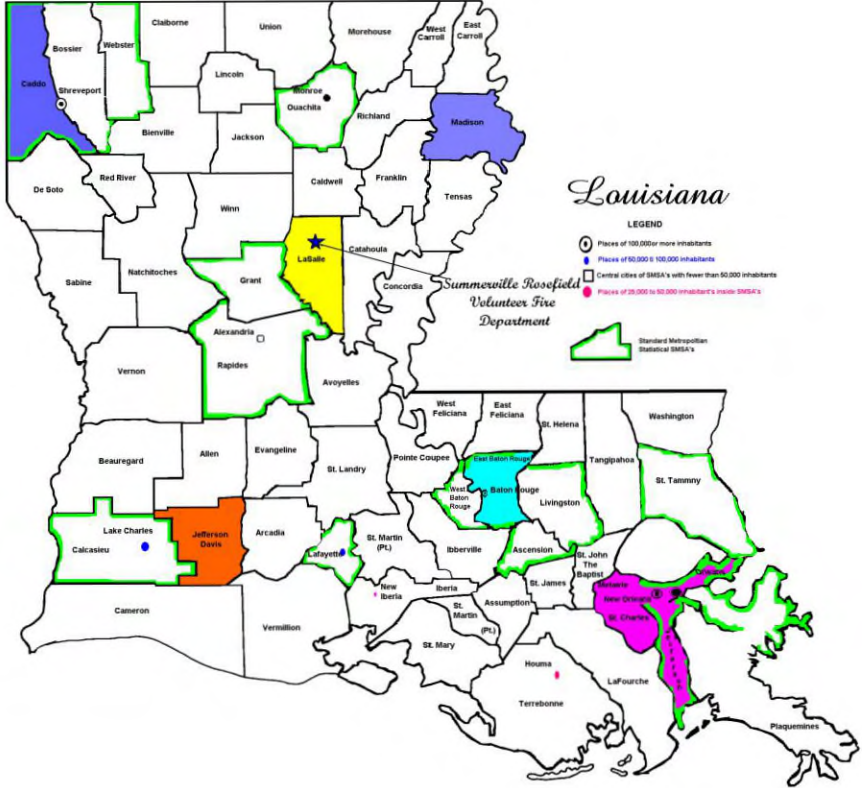 Claiborne
Union
Morehouse
West
Carroll
East
Carroll
Bossier
Webster
Lincoln
Caddo
Shreveport
Monroe
Ouachita
Richland
Madison
Bienville
Jackson
De Soto
Red River
Caldwell
Franklin
Tensas
Winn
Louisiana
LEGEND
Places of 100,000or more inhabitants
Places of 50,000 to 100,000 inhabitants
Central cities of SMSA's with fewer than 50,000 inhabitants
Places of 25,000 to 50,000 inhabitant's inside SMSA's
Standard Metropolitian
Statistical SMSA's
LaSalle
Catahoula
Natchitoches
Sabine
Grant
Concordia
Summerville Rosefield
Volunteer Fire
Department
Alexandria
Rapides
Vernon
Avoyelles
West
Feliciana
East
Feliciana
St. Helena
Washington
Beauregard
Allen
Evangeline
St. Landry
Pointe Coupee
East Baton Rouge
Tangipahoa
St. Tammny
West
Baton
Rouge
Baton Rouge
Livingston
Lake Charles
Calcasieu
Jefferson
Davis
Arcadia
Lafayette
St. Martin
(Pt.)
Ibberville
Ascension
St. John
The
Baptist
Orleans
Metairie
New Orleans
St. Charles
Cameron
Vermillion
New
Iberia
Iberia
St.
Martin
(Pt.)
Assumption
St. James
St. Mary
Houma
Terrebonne
LaFourche
Plaquemines